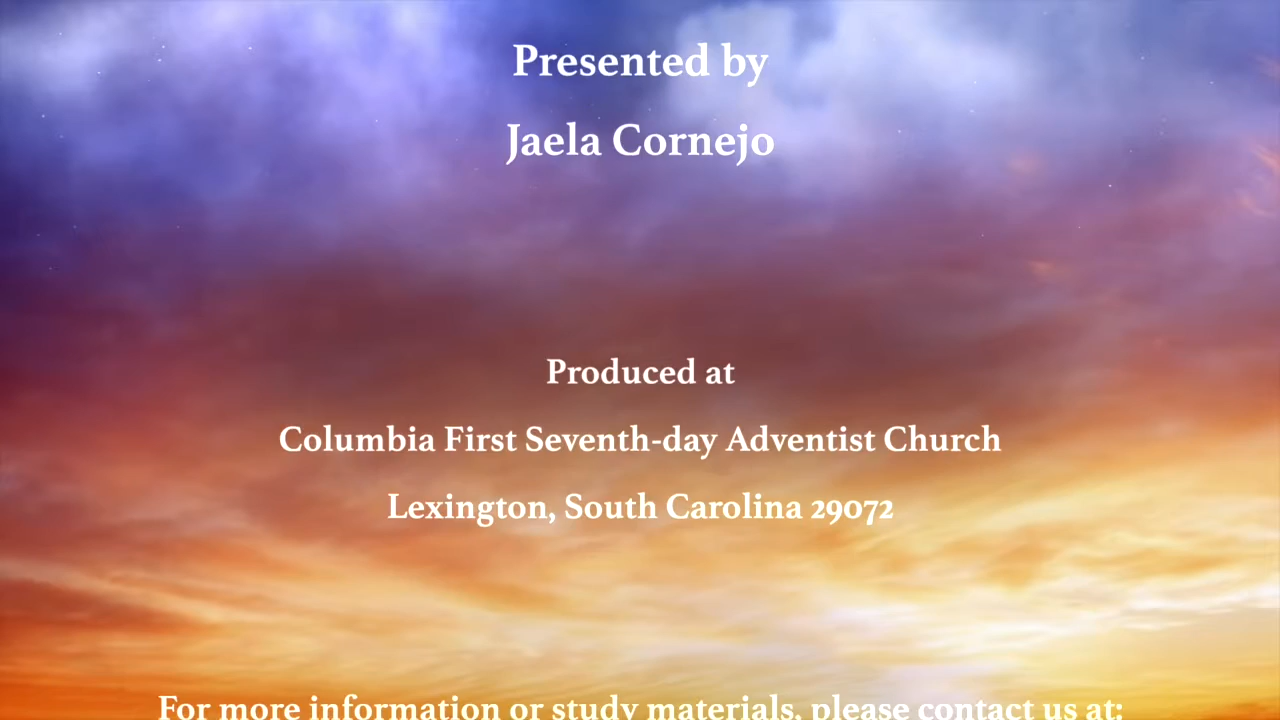 Presented by
Jaela Cornejo
Produced at
Columbia First Seventh-day Adventist Church
Lexington, South Carolina 29072
For more information or study materials, please contact us at: